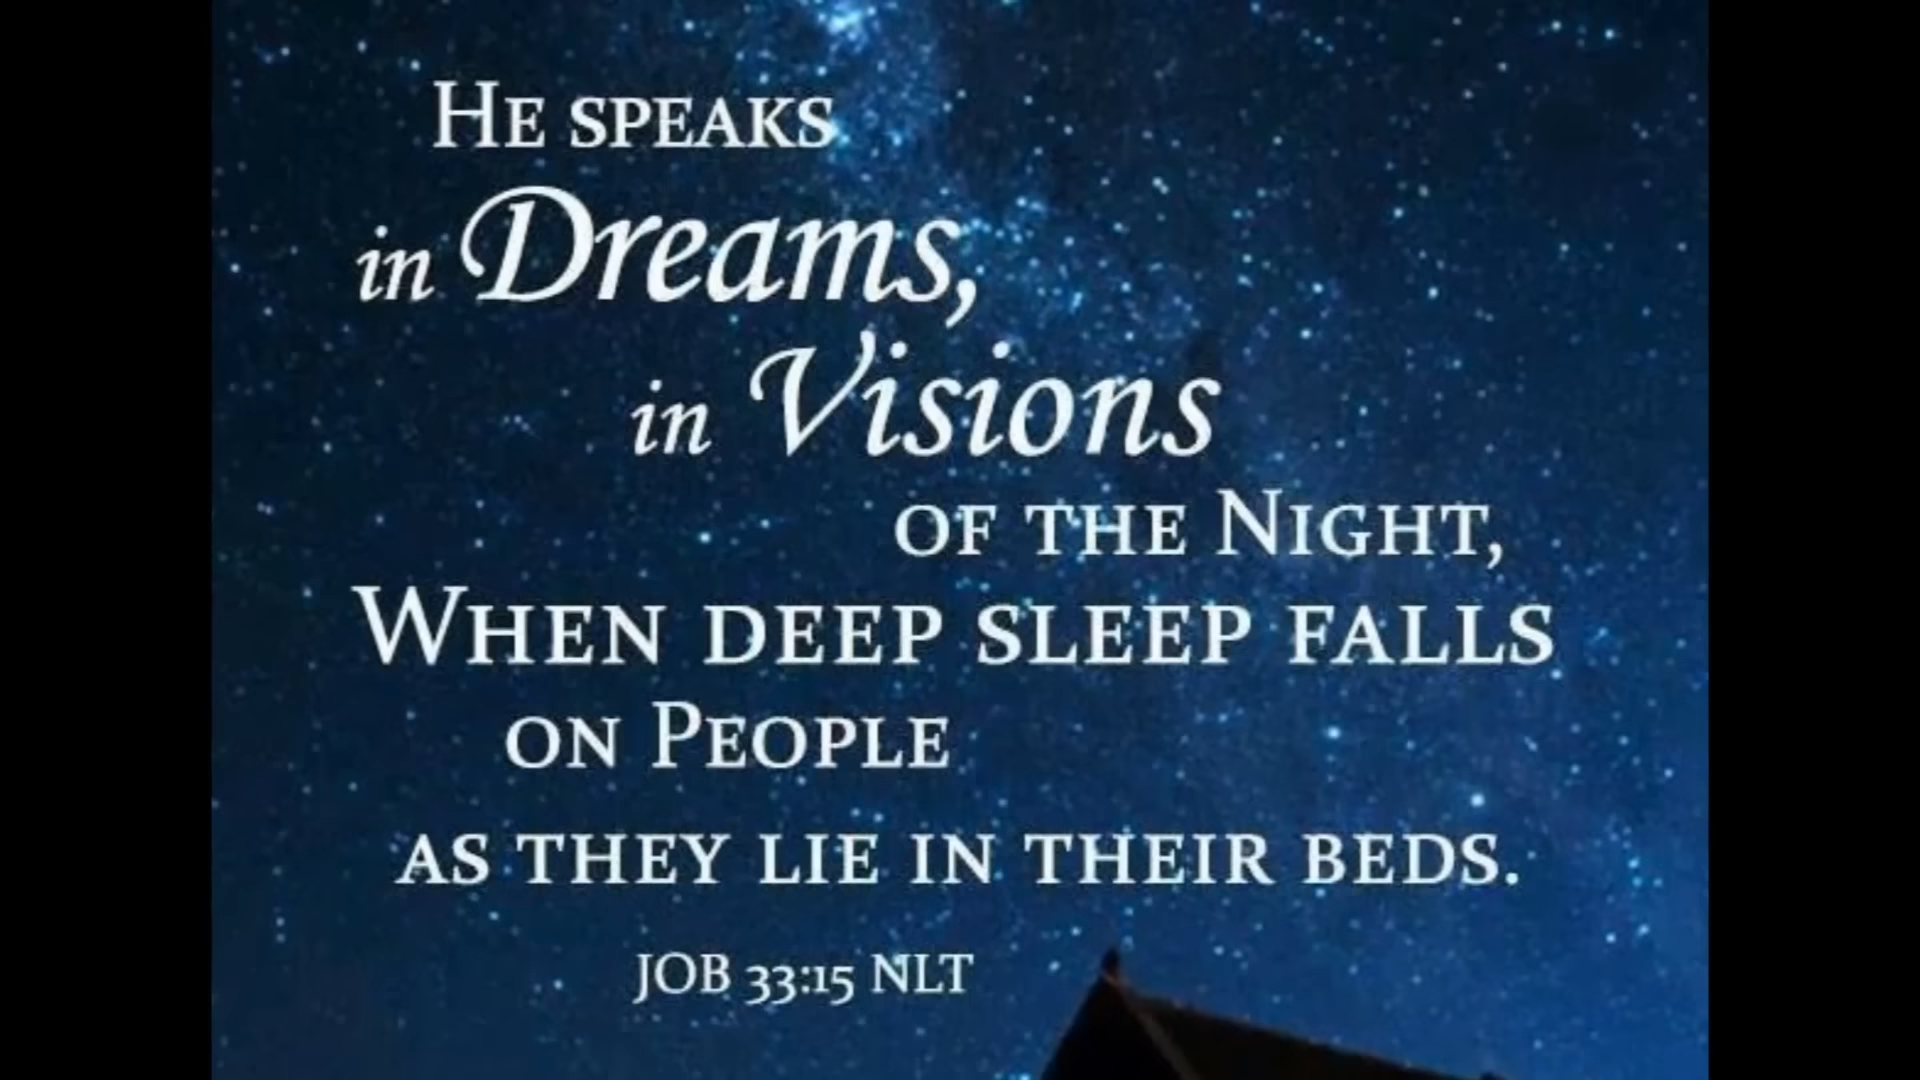 He speaks
in Dreams,
in Visions
of the Night,
When deep sleep falls
on People
as they lie in their beds.
JOB 33:15 NLT